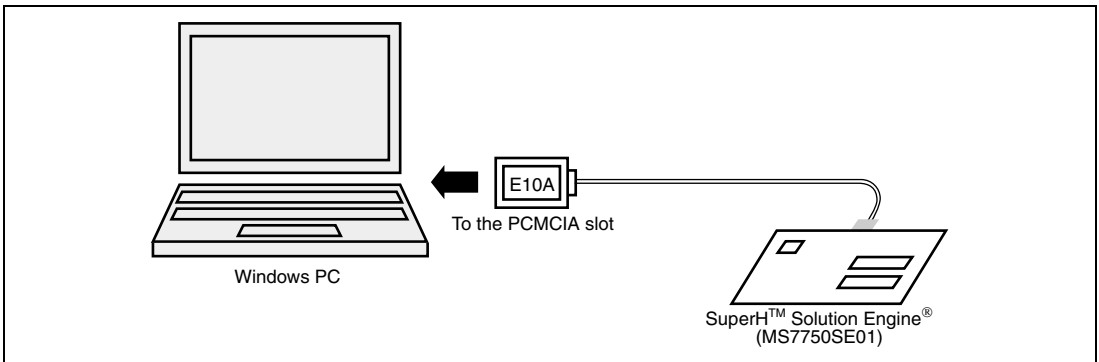 E10A
To the PCMCIA slot
Windows PC
SuperH™ Solution Engine®
(MS7750SE01)